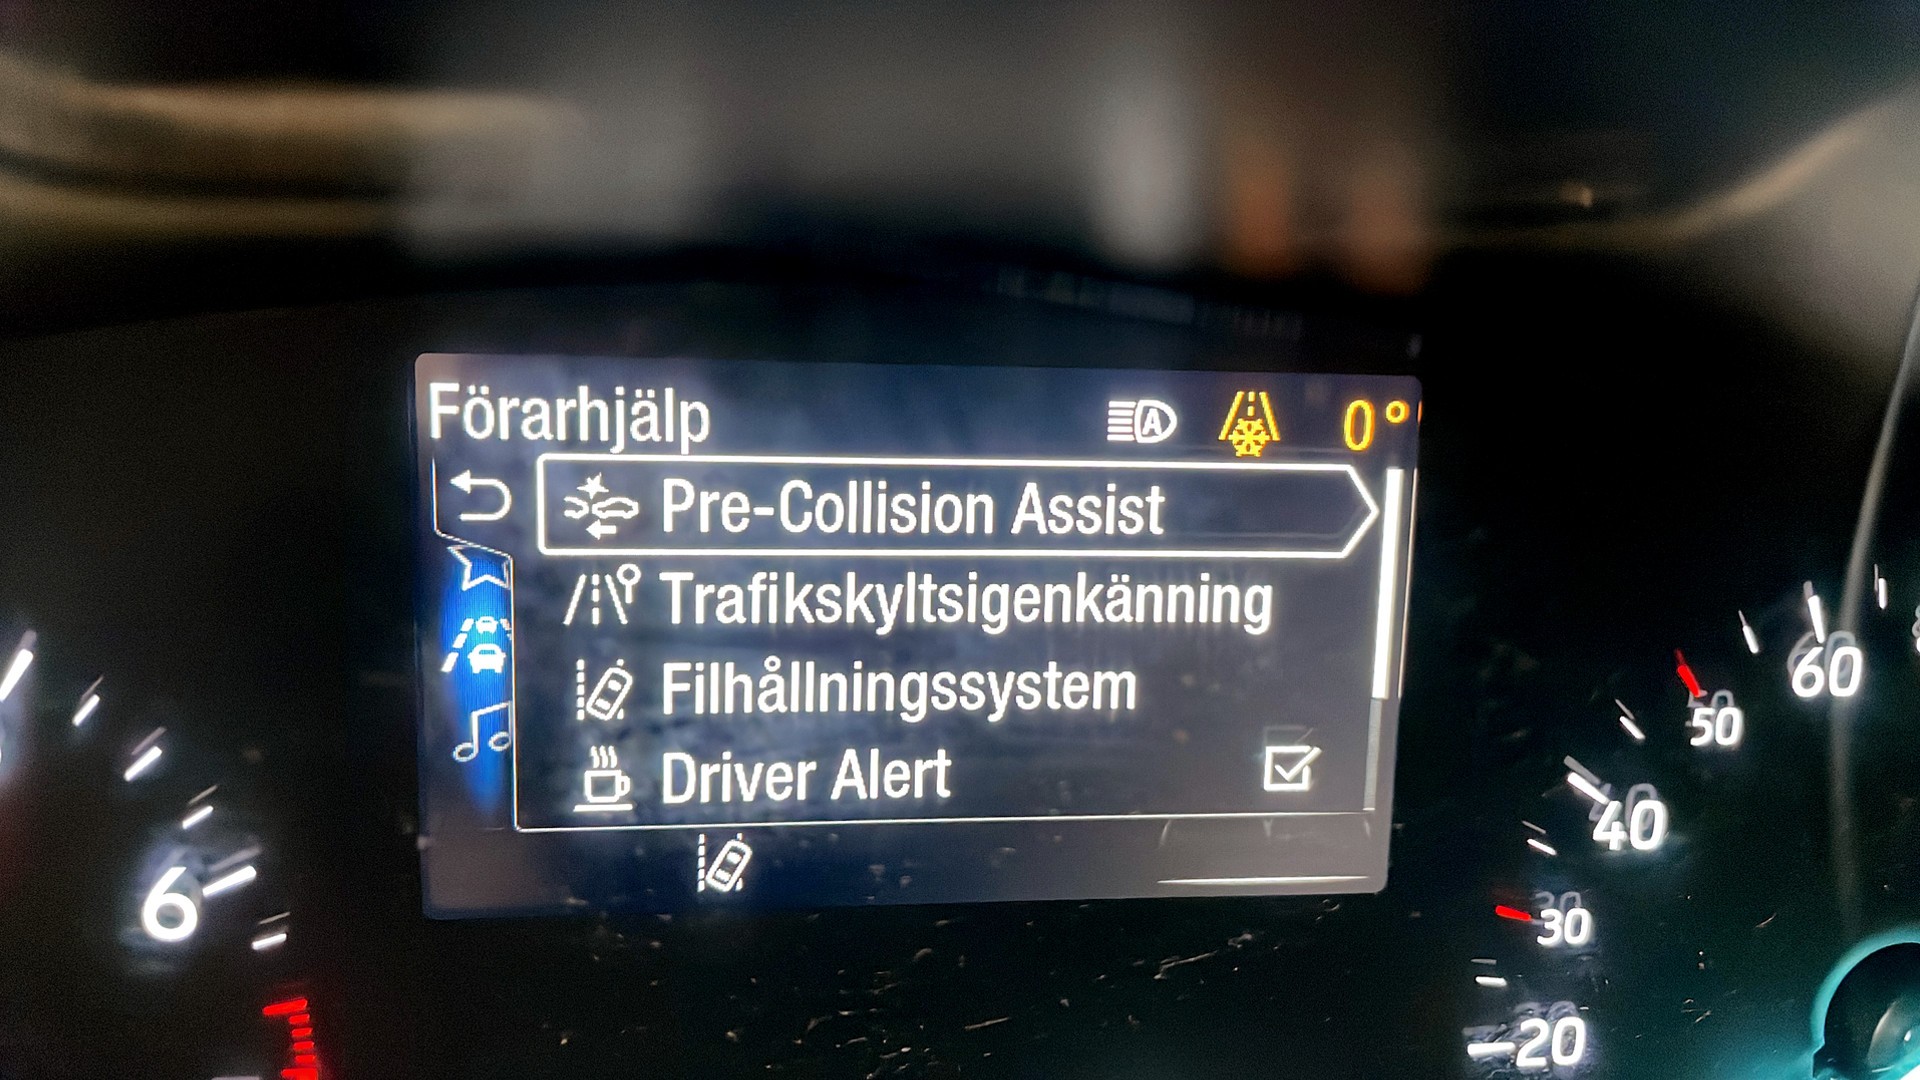 Förarhjälp A 0°
Pre-Collision Assist
Trafikskyltsigenkänning
Filhållningssystem
Driver Alert
6
60
50
40
30
20